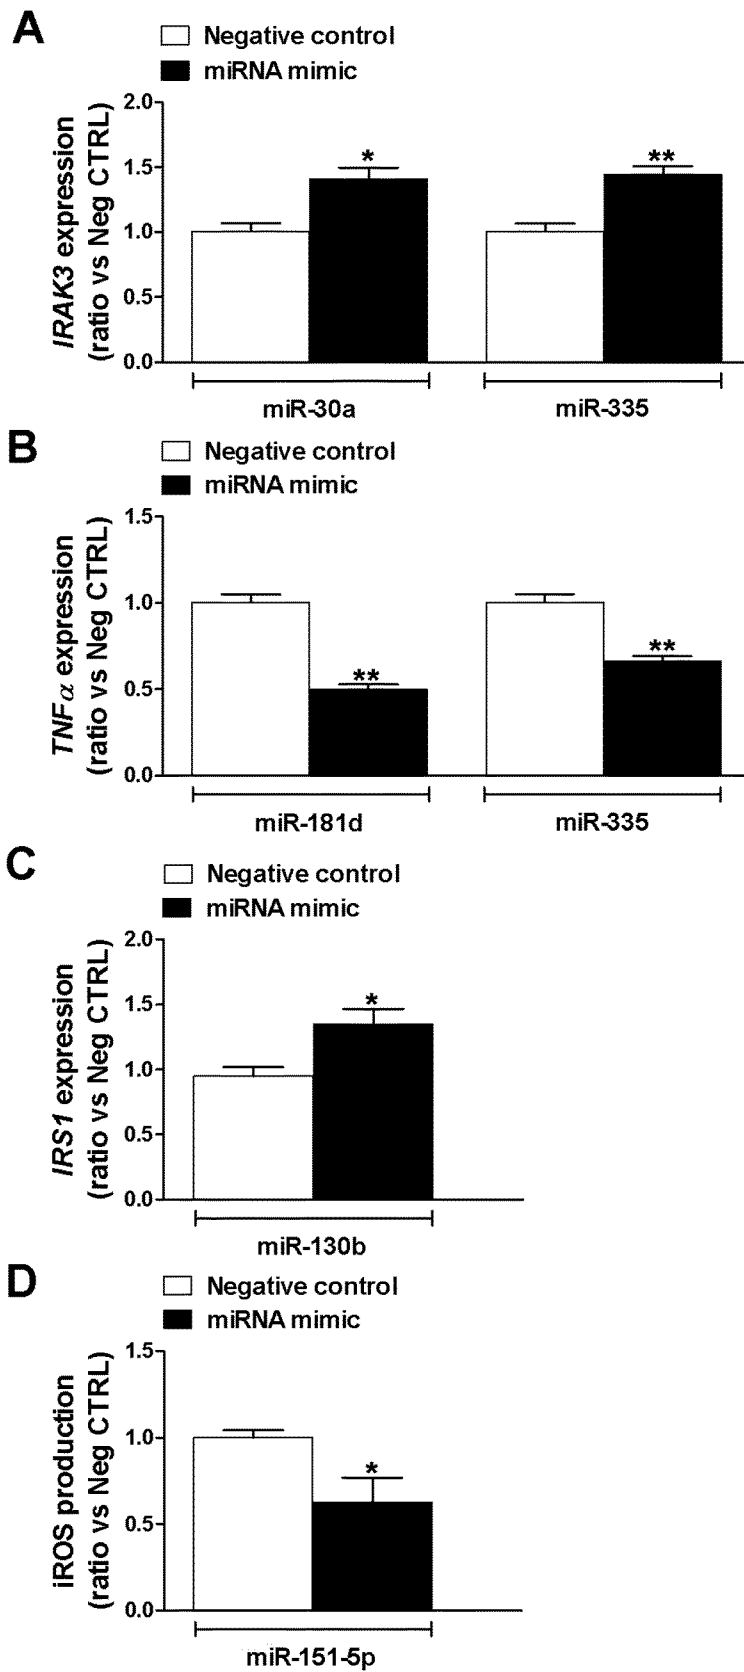 A
Negative control
miRNA mimic
IRAK3 expression
(ratio vs Neg CTRL)
2.0
1.5
1.0
0.5
0.0
*
**
miR-30a
miR-335
B
Negative control
miRNA mimic
TNFα expression
(ratio vs Neg CTRL)
1.5
1.0
0.5
0.0
**
**
miR-181d
miR-335
C
Negative control
miRNA mimic
IRS1 expression
(ratio vs Neg CTRL)
2.0
1.5
1.0
0.5
0.0
*
miR-130b
D
Negative control
miRNA mimic
iROS production
(ratio vs Neg CTRL)
1.5
1.0
0.5
0.0
*
miR-151-5p